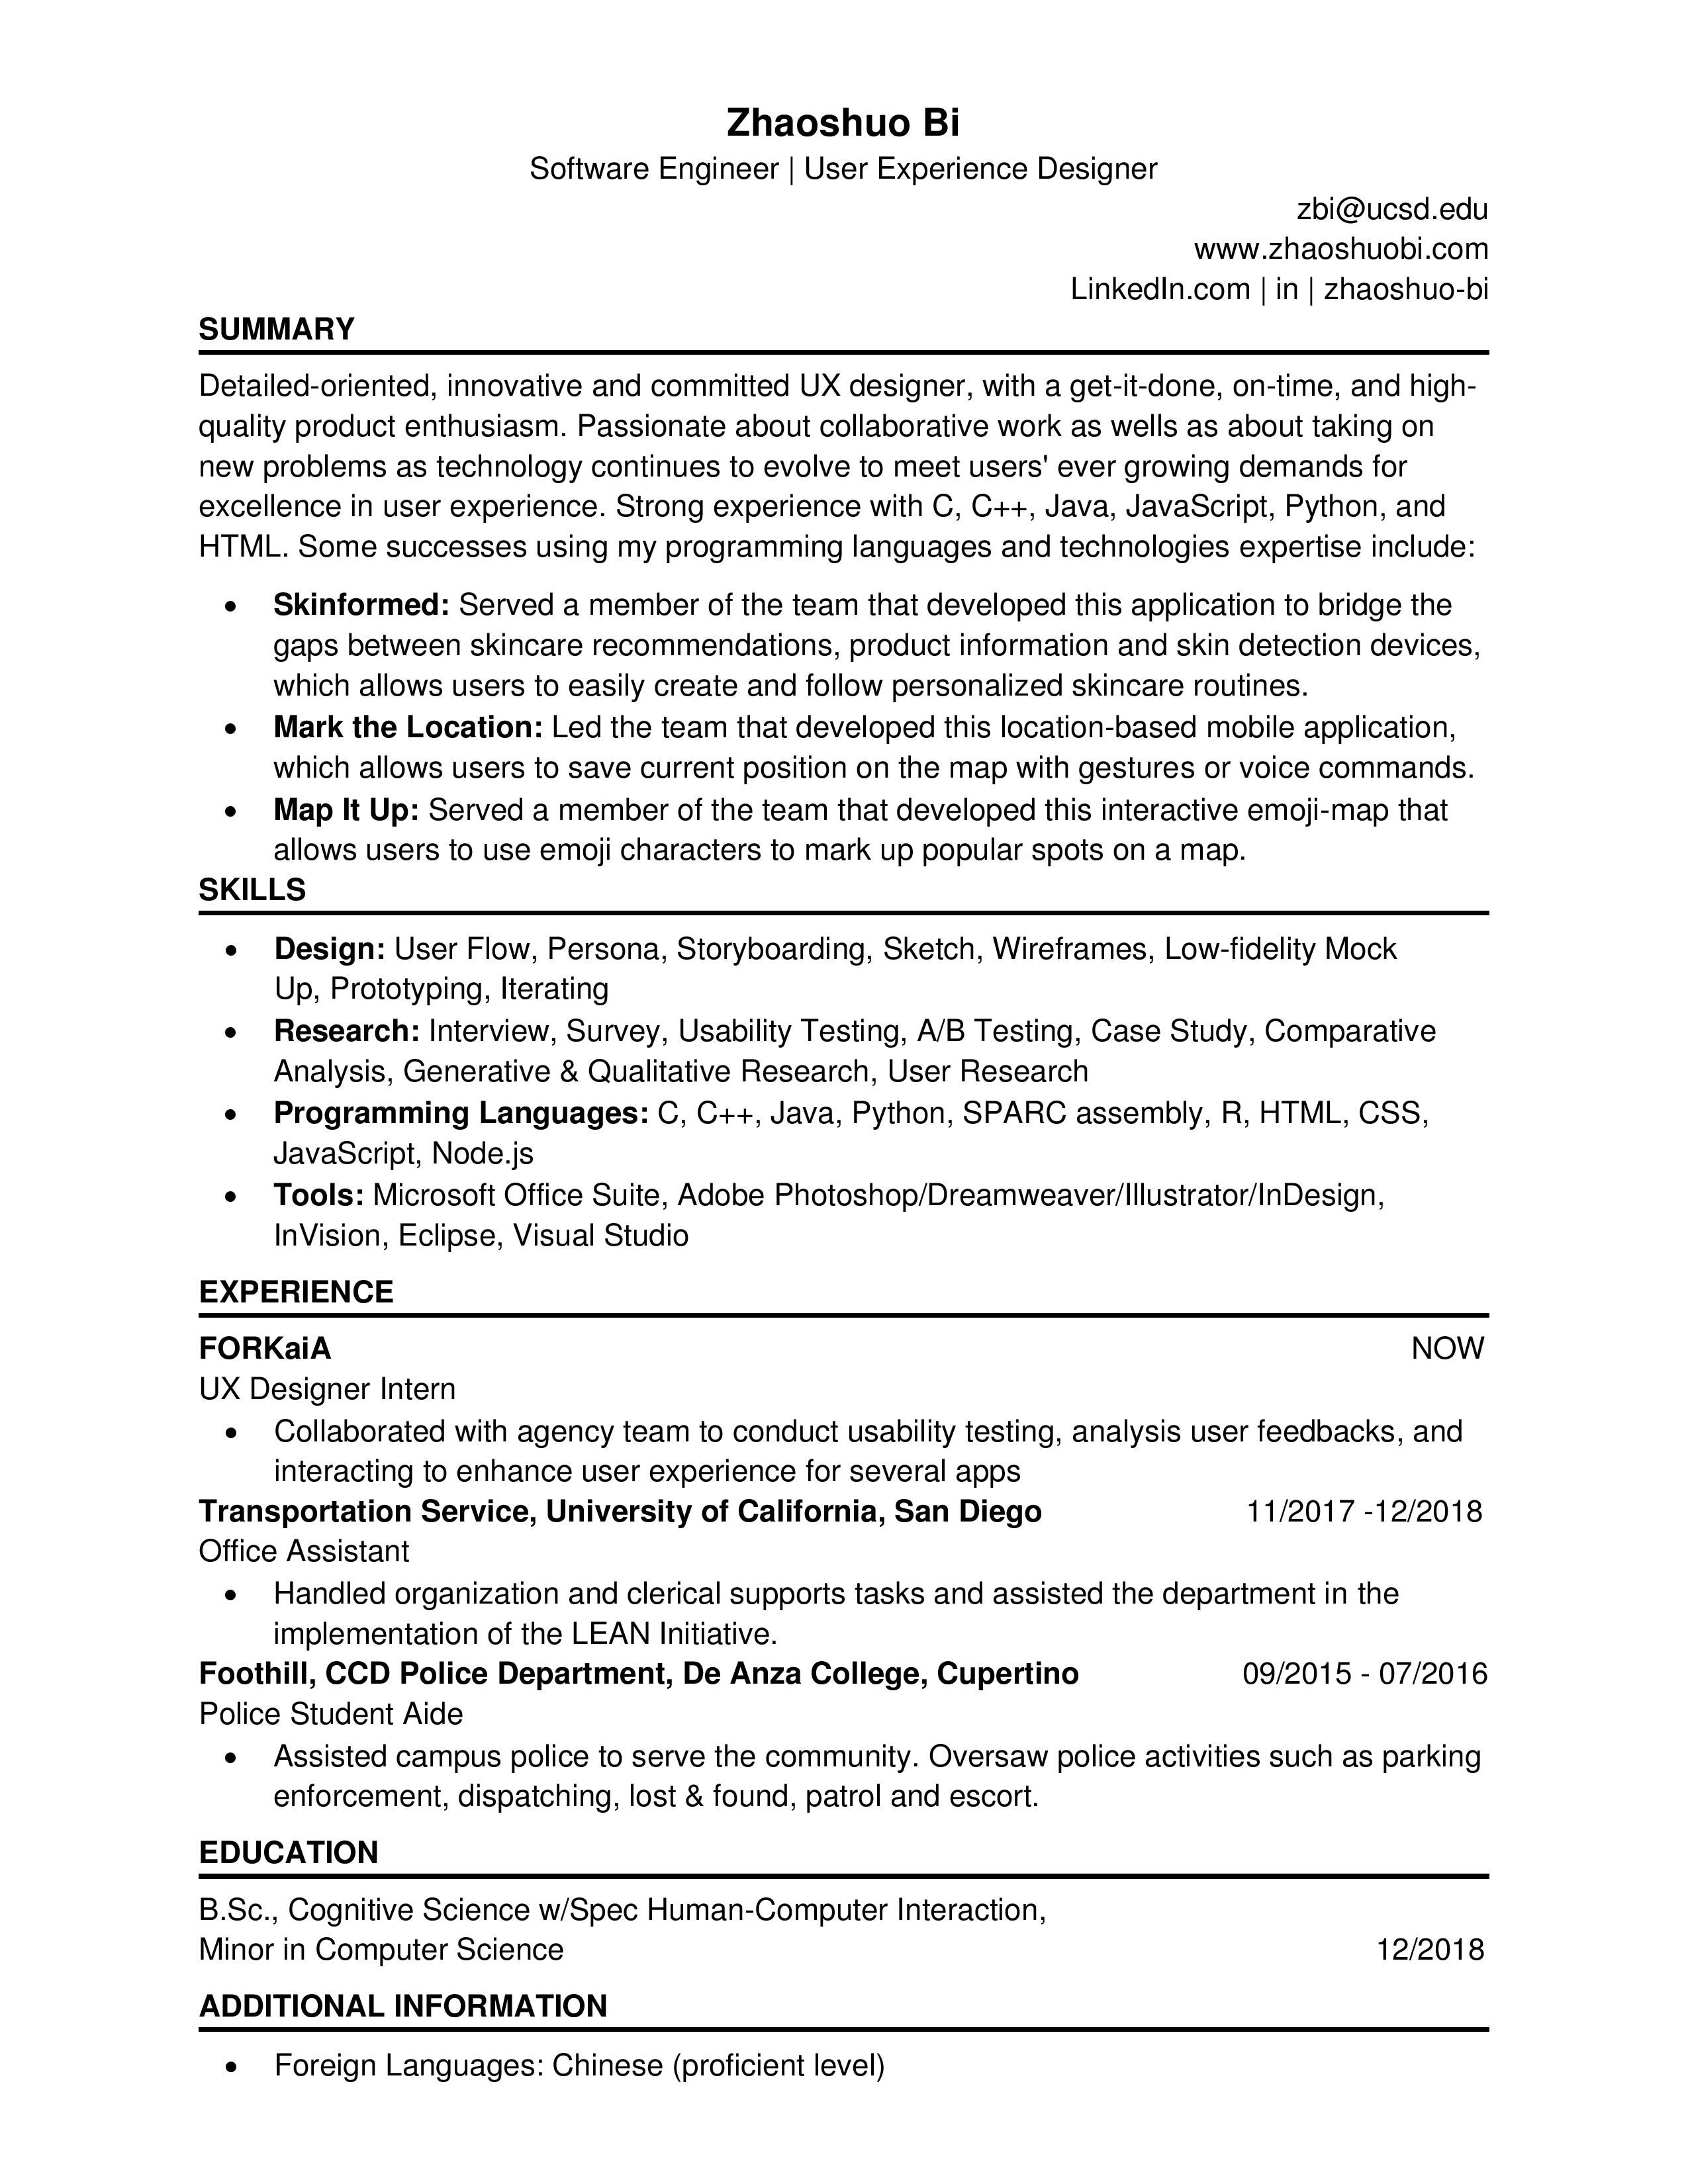 Zhaoshuo Bi
Software Engineer | User Experience Designer
zbi@ucsd.edu
www.zhaoshuobi.com
LinkedIn.com | in | zhaoshuo-bi
SUMMARY
Detailed-oriented, innovative and committed UX designer, with a get-it-done, on-time, and high-
quality product enthusiasm. Passionate about collaborative work as wells as about taking on
new problems as technology continues to evolve to meet users' ever growing demands for
excellence in user experience. Strong experience with C, C++, Java, JavaScript, Python, and
HTML. Some successes using my programming languages and technologies expertise include:
• Skinformed: Served a member of the team that developed this application to bridge the
gaps between skincare recommendations, product information and skin detection devices,
which allows users to easily create and follow personalized skincare routines.
• Mark the Location: Led the team that developed this location-based mobile application,
which allows users to save current position on the map with gestures or voice commands.
• Map It Up: Served a member of the team that developed this interactive emoji-map that
allows users to use emoji characters to mark up popular spots on a map.
SKILLS
• Design: User Flow, Persona, Storyboarding, Sketch, Wireframes, Low-fidelity Mock
Up, Prototyping, Iterating
• Research: Interview, Survey, Usability Testing, A/B Testing, Case Study, Comparative
Analysis, Generative & Qualitative Research, User Research
• Programming Languages: C, C++, Java, Python, SPARC assembly, R, HTML, CSS,
JavaScript, Node.js
• Tools: Microsoft Office Suite, Adobe Photoshop/Dreamweaver/Illustrator/InDesign,
InVision, Eclipse, Visual Studio
EXPERIENCE
FORKaiA NOW
UX Designer Intern
• Collaborated with agency team to conduct usability testing, analysis user feedbacks, and
interacting to enhance user experience for several apps
Transportation Service, University of California, San Diego 11/2017 -12/2018
Office Assistant
• Handled organization and clerical supports tasks and assisted the department in the
implementation of the LEAN Initiative.
Foothill, CCD Police Department, De Anza College, Cupertino 09/2015 - 07/2016
Police Student Aide
• Assisted campus police to serve the community. Oversaw police activities such as parking
enforcement, dispatching, lost & found, patrol and escort.
EDUCATION
B.Sc., Cognitive Science w/Spec Human-Computer Interaction,
Minor in Computer Science 12/2018
ADDITIONAL INFORMATION
• Foreign Languages: Chinese (proficient level)